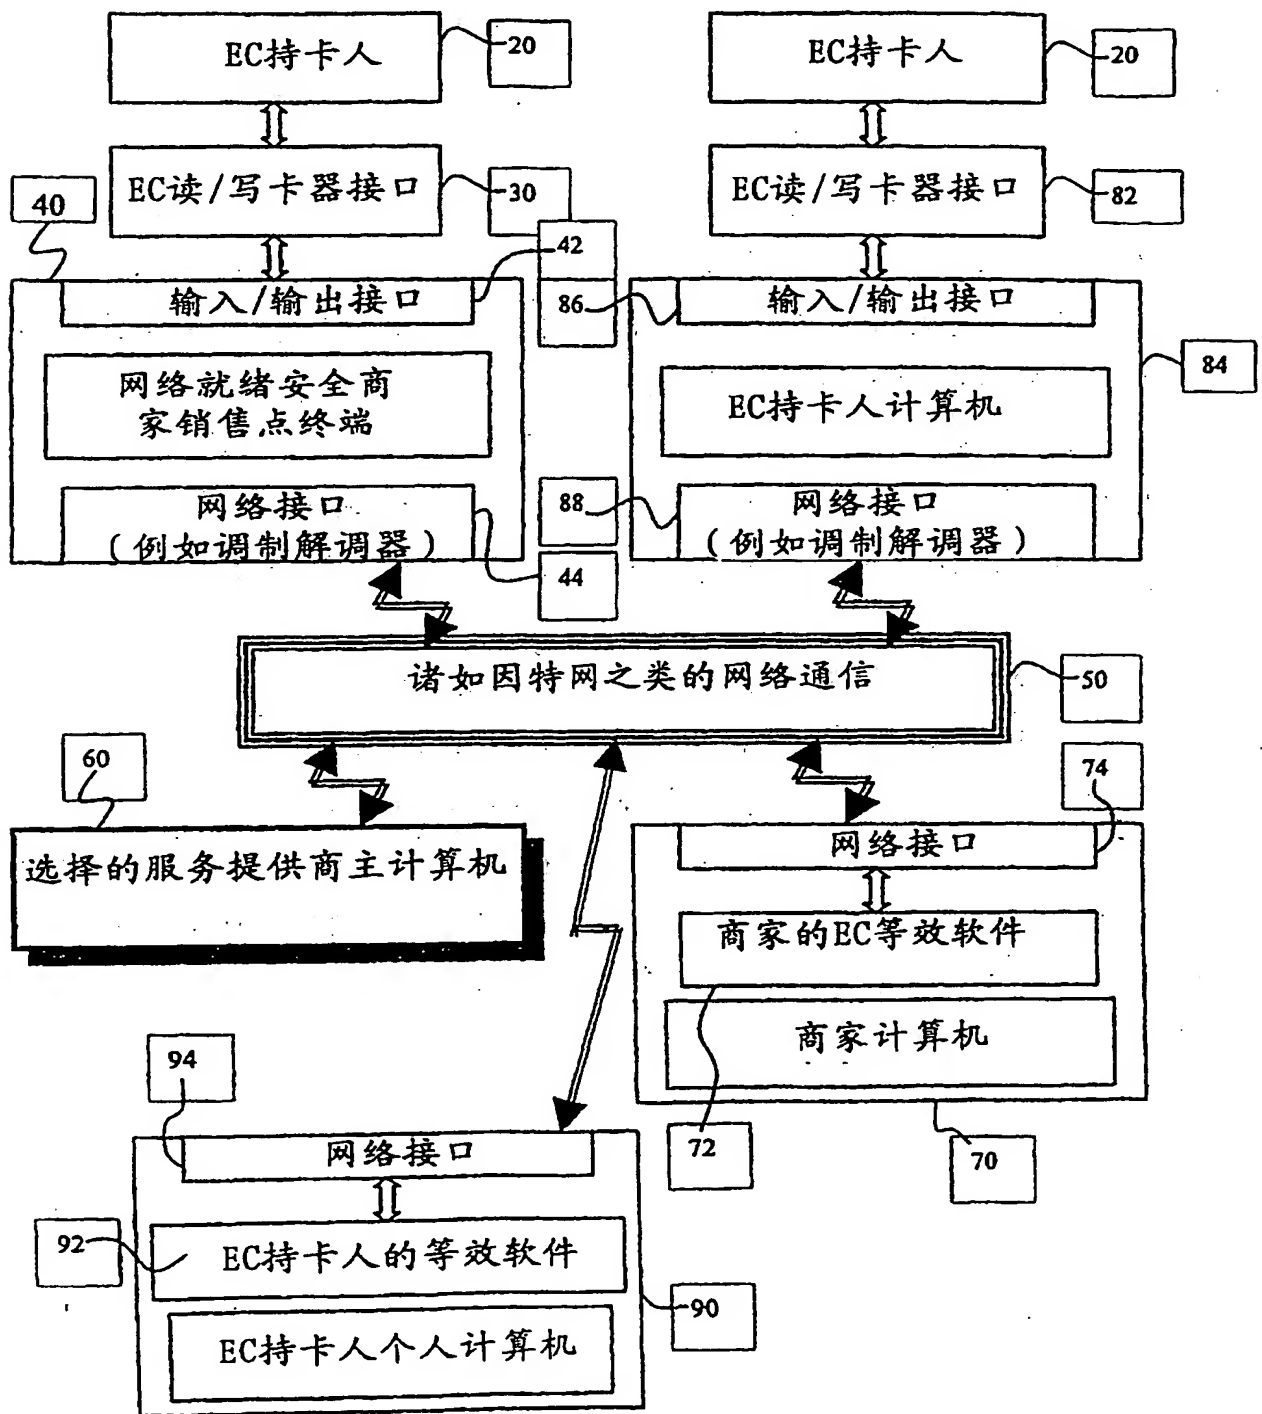 EC持卡人
20
EC持卡人
20
EC读/写卡器接口
30
EC读/写卡器接口
82
40
42
输入/输出接口
86
输入/输出接口
84
网络就绪安全商
家销售点终端
EC持卡人计算机
网络接口
(例如调制解调器)
88
网络接口
(例如调制解调器)
44
诸如因特网之类的网络通信
50
60
74
选择的服务提供商主计算机
网络接口
商家的EC等效软件
商家计算机
94
72
70
网络接口
92
EC持卡人的等效软件
90
EC持卡人个人计算机